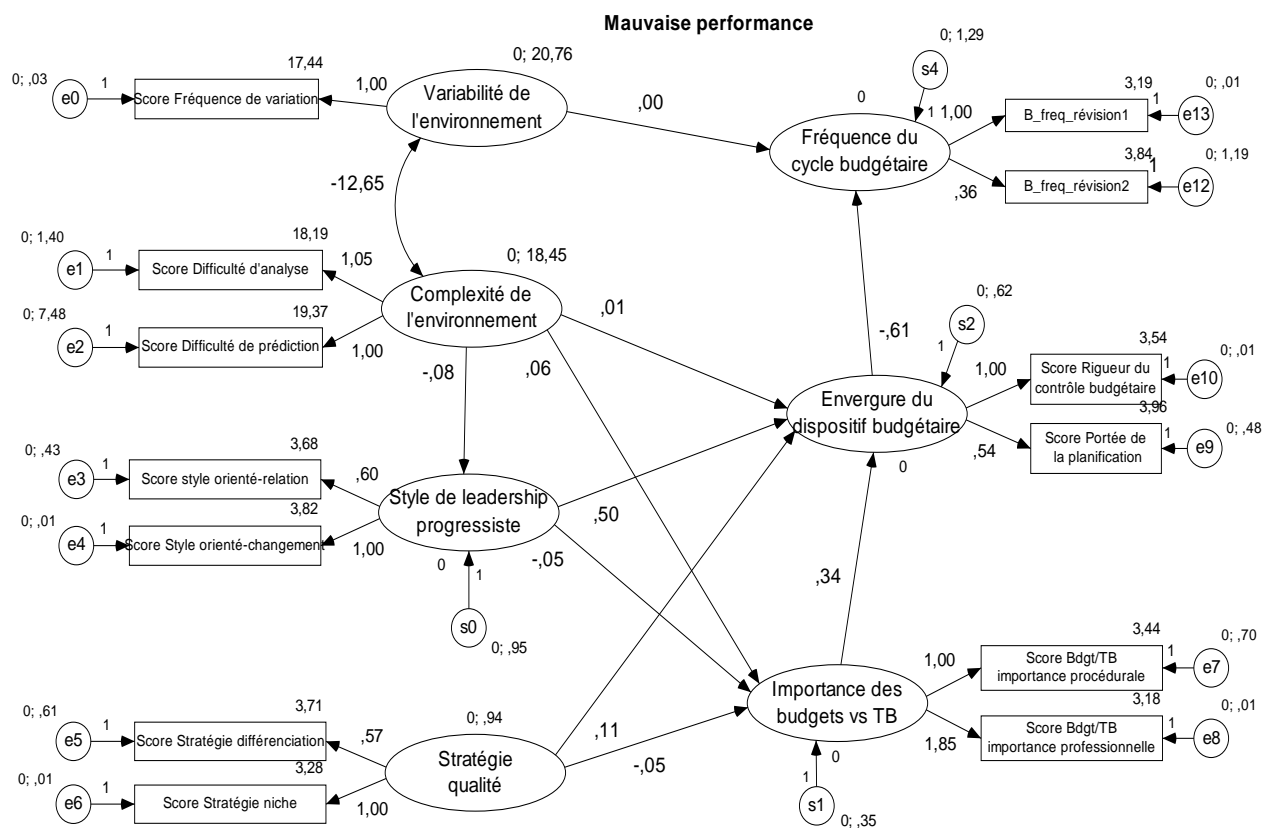 Mauvaise performance
0; ,03
e0
1
17,44
Score Fréquence de variation
1,00
0; 20,76
Variabilité de
l'environnement
,00
0; 1,29
s4
0
1
Fréquence du
cycle budgétaire
1,00
3,19
B_freq_révision1
1
0; ,01
e13
,36
3,84
B_freq_révision2
1
0; 1,19
e12
-12,65
0; 1,40
e1
1
18,19
Score Difficulté d'analyse
1,05
0; 7,48
e2
1
19,37
Score Difficulté de prédiction
1,00
0; 18,45
Complexité de
l'environnement
,01
-,08
,06
-,61
0; ,62
s2
1
Envergure du
dispositif budgétaire
0
1,00
3,54
Score Rigueur du
contrôle budgétaire
1
0; ,01
e10
,54
3,96
Score Portée de
la planification
1
0; ,48
e9
0; ,43
e3
1
3,68
Score style orienté-relation
,60
0; ,01
e4
1
3,82
Score Style orienté-changement
1,00
Style de leadership
progressiste
0
1
s0
0; ,95
,50
-,05
,34
0; ,61
e5
1
3,71
Score Stratégie différenciation
,57
0; ,01
e6
1
3,28
Score Stratégie niche
1,00
0; ,94
Stratégie
qualité
,11
-,05
Importance des
budgets vs TB
0
1
s1
0; ,35
1,00
3,44
Score Bdgt/TB
importance procédurale
1
0; ,70
e7
1,85
3,18
Score Bdgt/TB
importance professionnelle
1
0; ,01
e8